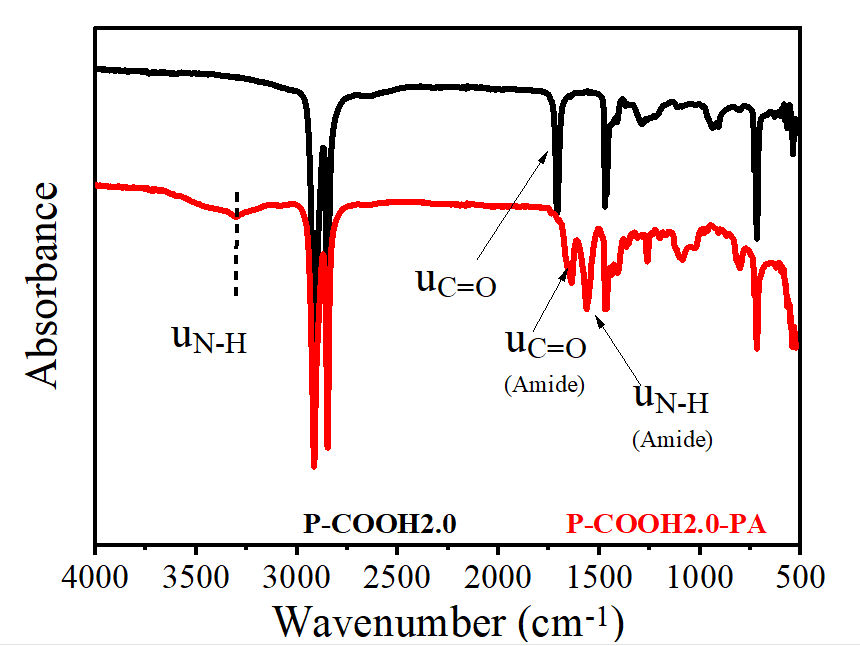 Absorbance
uC=O
uN-H
uC=O
(Amide)
uN-H
(Amide)
P-COOH2.0
P-COOH2.0-PA
4000 3500 3000 2500 2000 1500 1000 500
Wavenumber (cm-1)